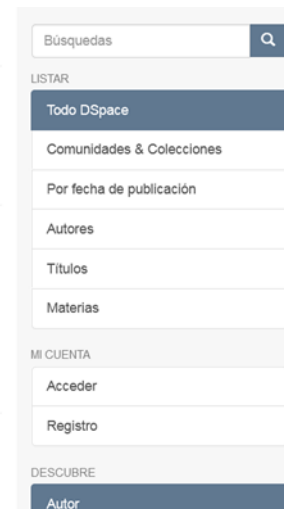 Búsquedas
LISTAR
Todo DSpace
Comunidades & Colecciones
Por fecha de publicación
Autores
Títulos
Materias
MI CUENTA
Acceder
Registro
DESCUBRE
Autor